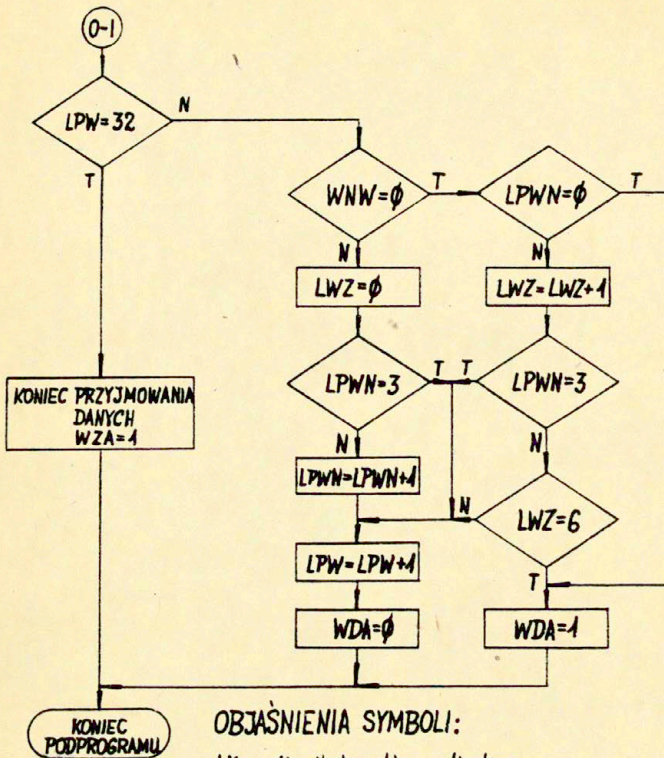 0-1
LPW=32
N
T
WNW=ϕ
T
LPWN=ϕ
T
N
N
LWZ=ϕ
LWZ=LWZ+1
LPWN=3
T
T
LPWN=3
KONIEC PRZYJMOWANIA
DANYCH
WZA=1
N
N
LPWN=LPWN+1
N
LWZ=6
LPW=LPW+1
T
WDA=ϕ
WDA=1
KONIEC
PODPROGRAMU
OBJAŚNIENIA SYMBOLI: